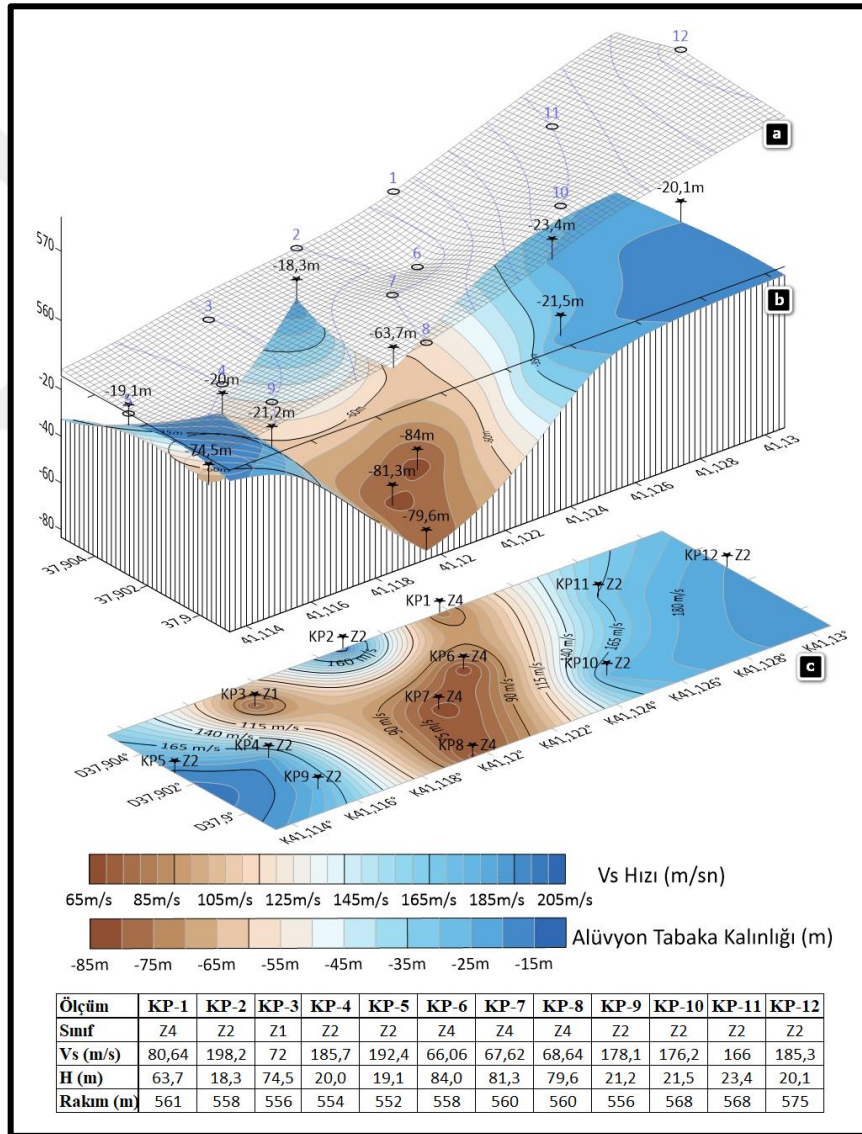 12
11
a
1
-20,1m
10
-23,4m
2
570
6
-18,3m
7
b
3
-21,5m
560
-63,7m
8
4
-20
-19,1m
-20m
9
5
-21,2m
-40
-60m
-74,5m
-84m
-60
-81,3m
41,13
41,128
-79,6m
-80
41,126
41,124
37,904
41,122
41,12
37,902
41,118
41,116
37,9
41,114
KP12 Z2
KP11 Z2
KP1 Z4
180 m/s
KP2 Z2
140 m/s
165 m/s
160 m/s
KP6 Z4
KP10 Z2
c
115 m/s
KP3 Z1
KP7 Z4
90 m/s
K41,13°
115 m/s
90 m/s
K41,128°
140 m/s
K41,126°
165 m/s
KP4 Z2
KP8 Z4
K41,124°
D37,904°
KP5 Z2
K41,122°
KP9 Z2
K41,12°
D37,902°
K41,118°
K41,116°
D37,9°
K41,114°
Vs Hızı (m/sn)
65m/s 85m/s 105m/s 125m/s 145m/s 165m/s 185m/s 205m/s
Alüvyon Tabaka Kalınlığı (m)
-85m -75m -65m -55m -45m -35m -25m -15m
Ölçüm KP-1 KP-2 KP-3 KP-4 KP-5 KP-6 KP-7 KP-8 KP-9 KP-10 KP-11 KP-12
Sınıf Z4 Z2 Z1 Z2 Z2 Z4 Z4 Z4 Z2 Z2 Z2 Z2
Vs (m/s) 80,64 198,2 72 185,7 192,4 66,06 67,62 68,64 178,1 176,2 166 185,3
H (m) 63,7 18,3 74,5 20,0 19,1 84,0 81,3 79,6 21,2 21,5 23,4 20,1
Rakım (m) 561 558 556 554 552 558 560 560 556 568 568 575